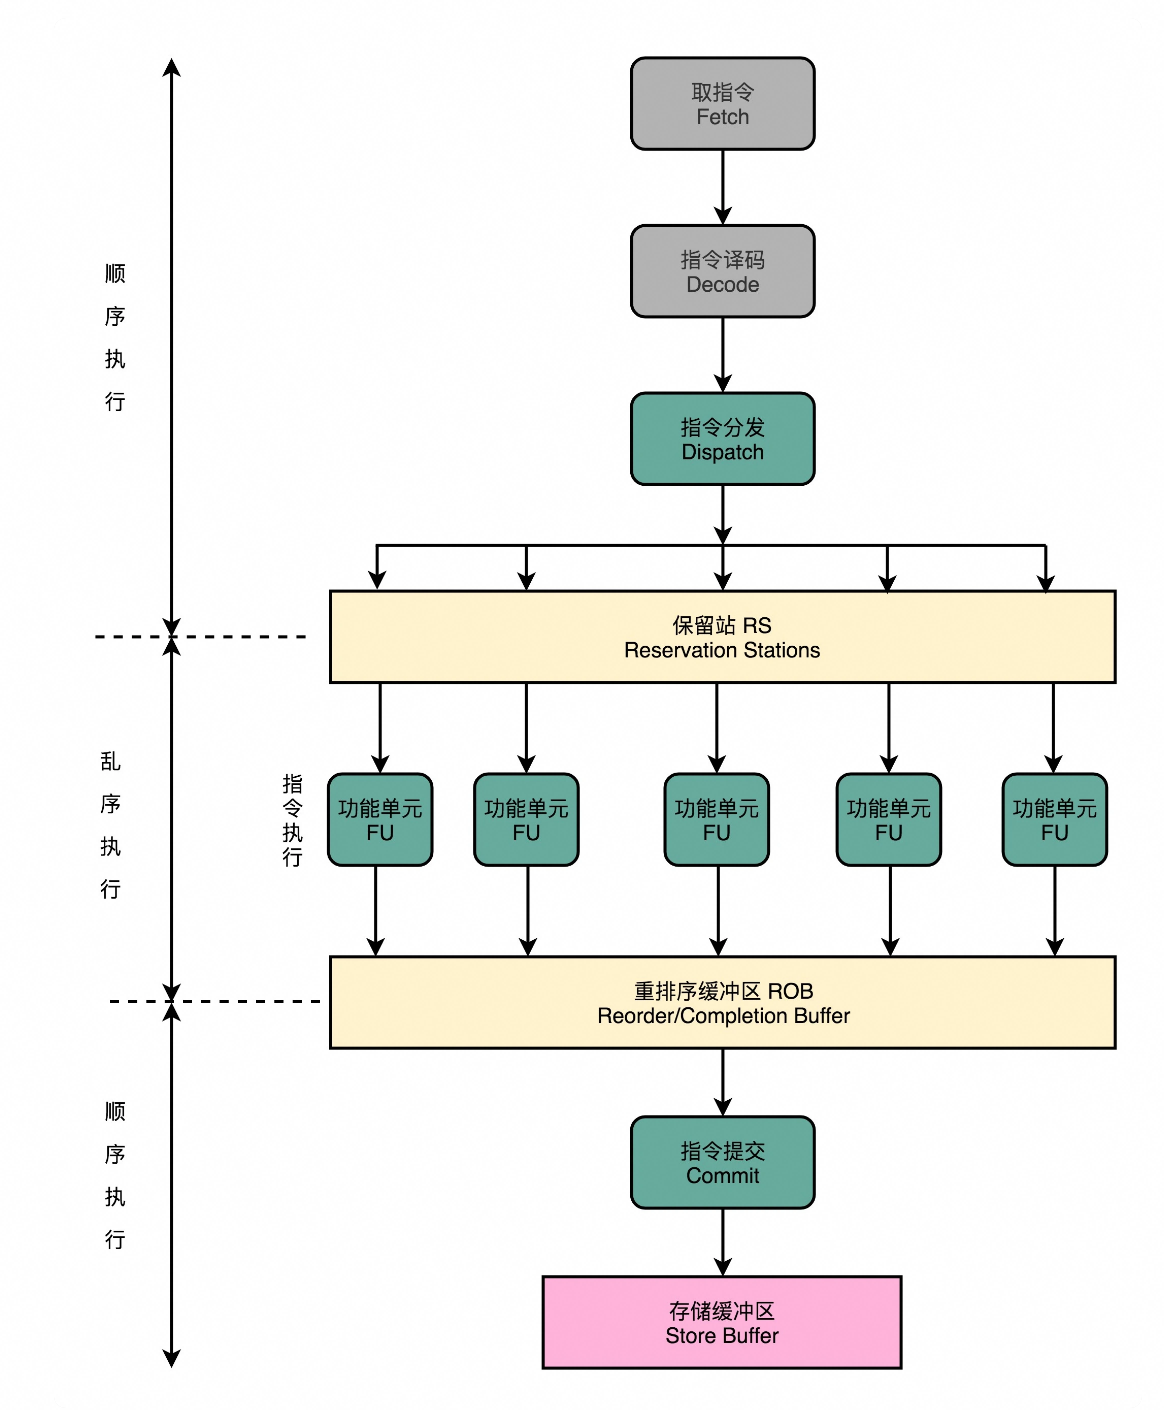 取指令
Fetch
指令译码
Decode
顺
序
执
行
指令分发
Dispatch
保留站 RS
Reservation Stations
乱
序
执
行
指
令
执
行
功能单元
FU
功能单元
FU
功能单元
FU
功能单元
FU
功能单元
FU
重排序缓冲区 ROB
Reorder/Completion Buffer
顺
序
执
行
指令提交
Commit
存储缓冲区
Store Buffer